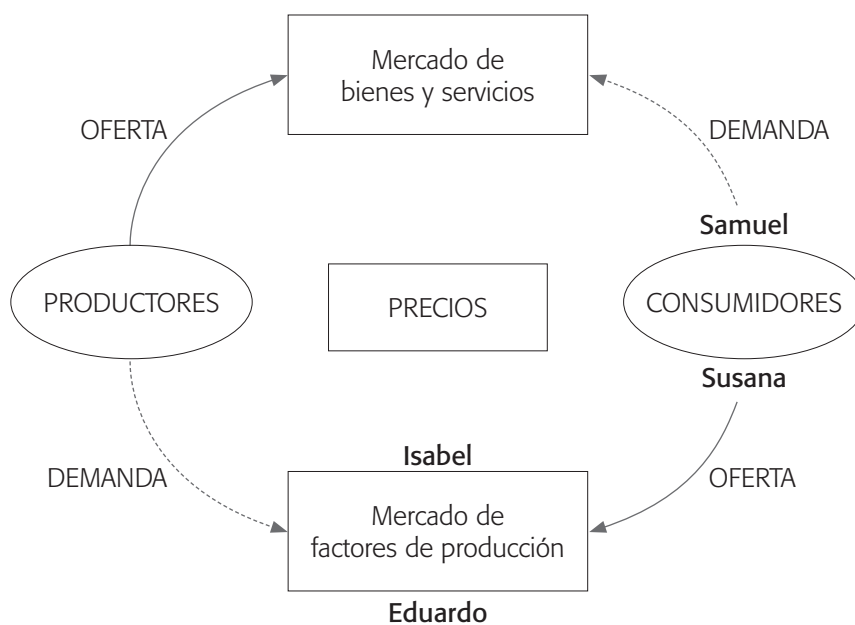 Mercado de
bienes y servicios
OFERTA
DEMANDA
Samuel
PRODUCTORES
PRECIOS
CONSUMIDORES
Susana
Isabel
DEMANDA
OFERTA
Mercado de
factores de producción
Eduardo